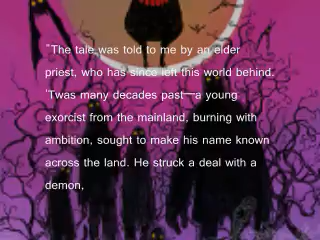 "The tale was told to me by an elder
priest, who has since left this world behind.
'Twas many decades past—a young
exorcist from the mainland, burning with
ambition, sought to make his name known
across the land. He struck a deal with a
demon,